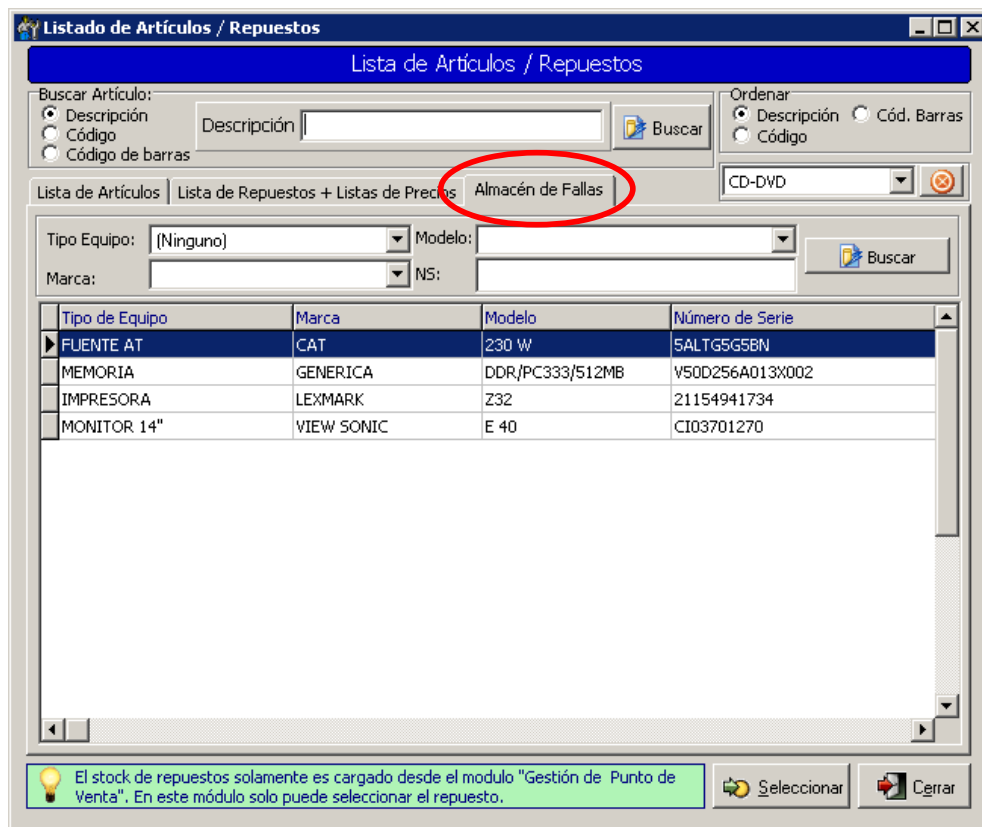 Listado de Artículos / Repuestos
Lista de Artículos / Repuestos
Buscar Artículo:
Descripción
Código
Código de barras
Descripción
Buscar
Ordenar
Descripción Cód. Barras
Código
Lista de Artículos Lista de Repuestos + Listas de Precios Almacén de Fallas
CD-DVD
Tipo Equipo: (Ninguno) Modelo:
Marca: NS:
Buscar
Tipo de Equipo Marca Modelo Número de Serie
FUENTE AT CAT 230 W 5ALTG5G5BN
MEMORIA GENERICA DDR/PC333/512MB V50D256A013X002
IMPRESORA LEXMARK Z32 21154941734
MONITOR 14" VIEW SONIC E 40 CI03701270
El stock de repuestos solamente es cargado desde el modulo "Gestión de Punto de
Venta". En este módulo solo puede seleccionar el repuesto.
Seleccionar
Cerrar